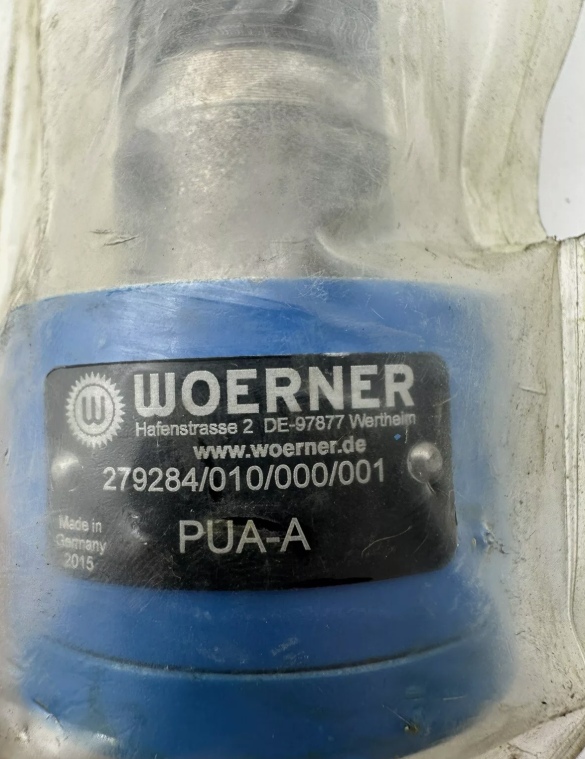 W WOERNER
Hafenstrasse 2 DE-97877 Wertheim
www.woerner.de
279284/010/000/001
PUA-A
Made in
Germany
2015